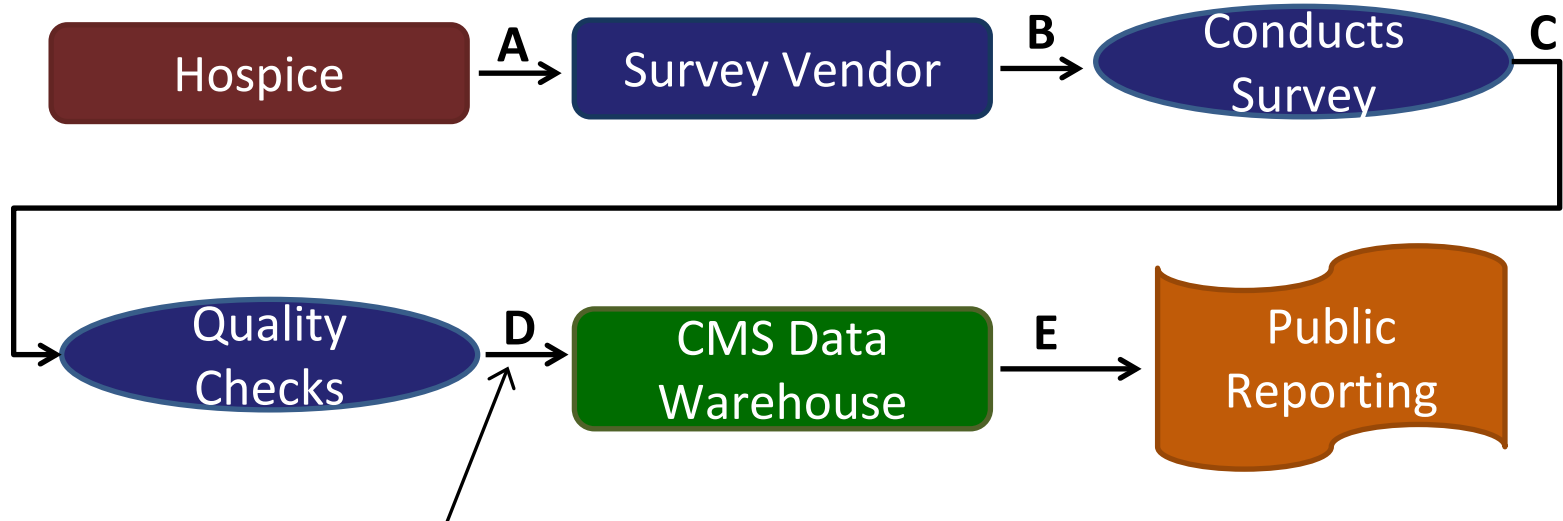 Hospice
A
Survey Vendor
B
Conducts
Survey
C
Quality
Checks
D
CMS Data
Warehouse
E
Public
Reporting